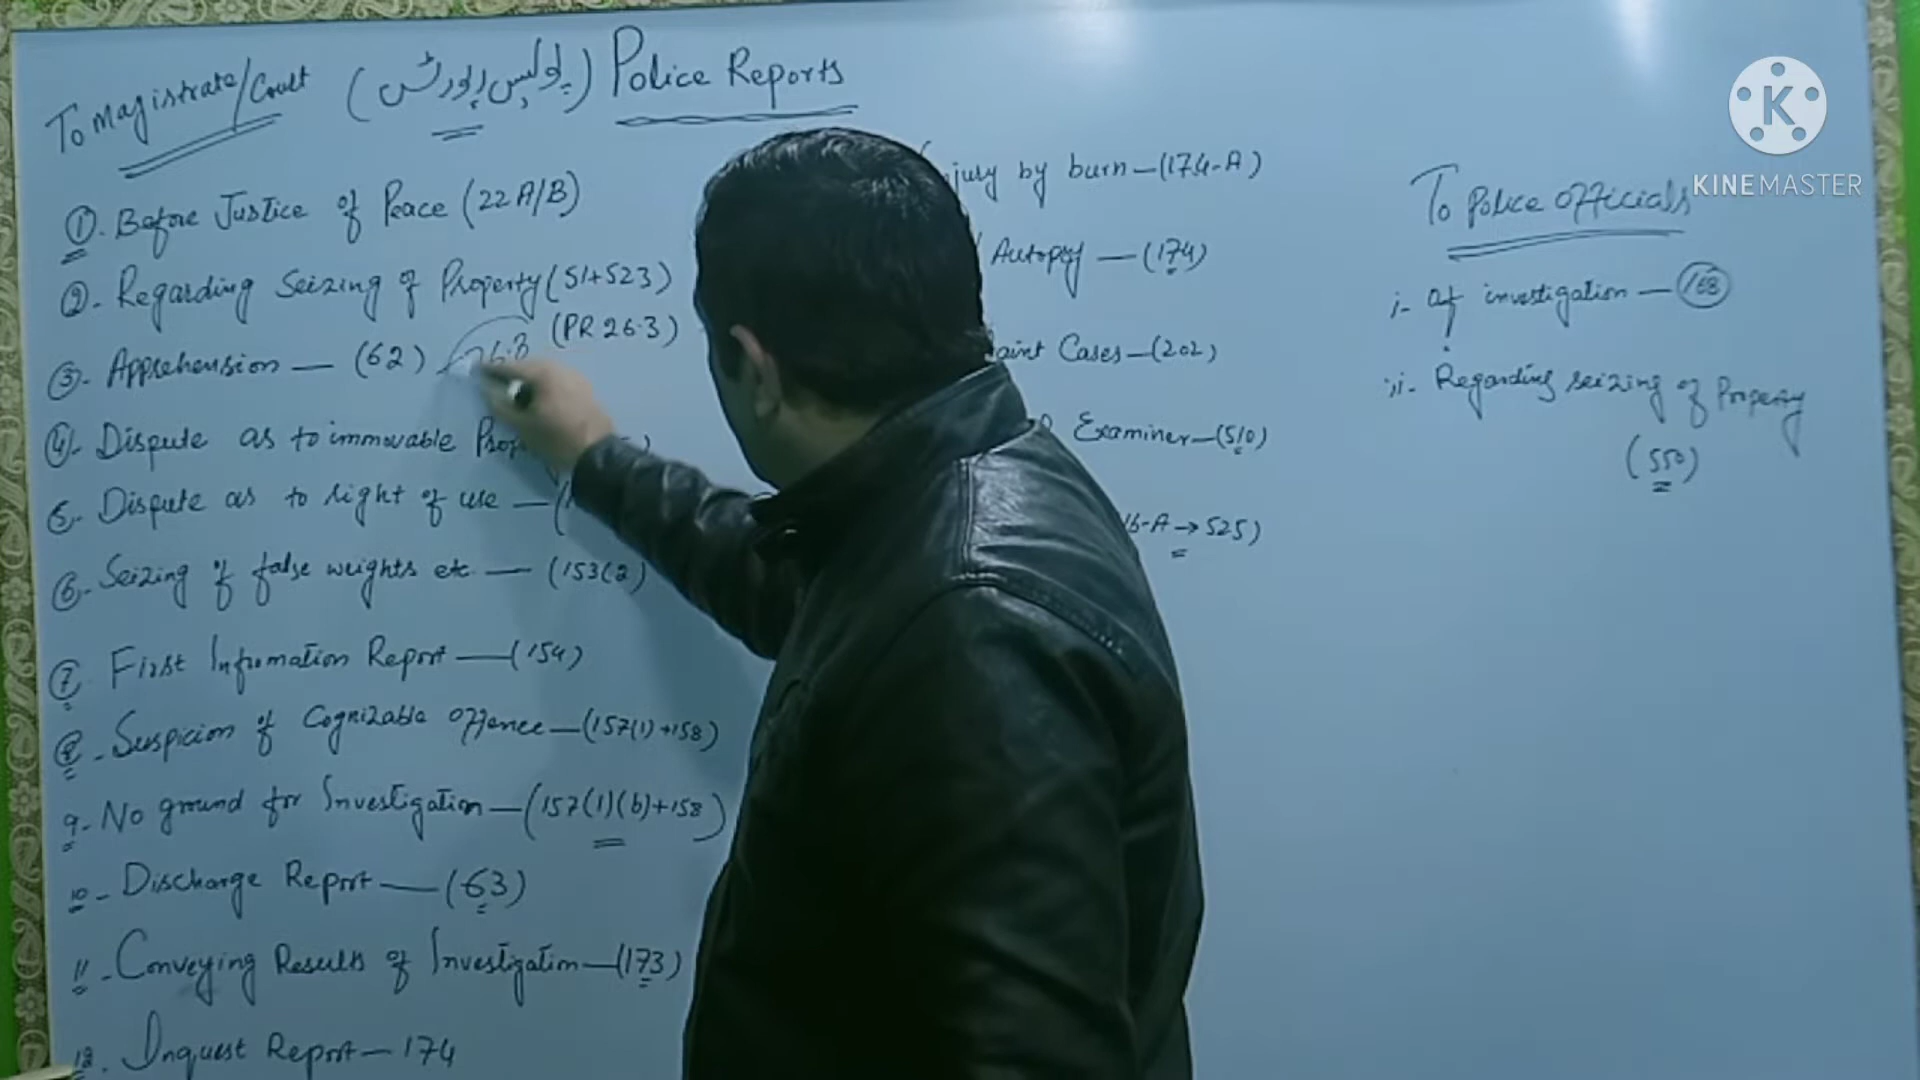 To Magistrate/Court (پولیس رپورٹس) Police Reports
① Before Justice of Peace (22 A/B)
② Regarding Seizing of Property (51+523)
(PR 26.3)
③ Apprehension — (62) 26.8
④ Dispute as to immovable
⑤ Dispute as to right of use — (
⑥ Seizing of false weights etc — (153(2)
⑦ First Information Report — (154)
⑧ Suspicion of Cognizable offence — (157(1)+158)
9- No ground for Investigation — (157(1)(b)+158)
10- Discharge Report — (63)
11- Conveying Results of Investigation — (173)
12. Inquest Report — 174
by burn — (174-A)
Autopsy — (174)
Cases — (202)
Examiner — (510)
→ 525)
To Police officials
i- of investigation — (168)
ii- Regarding seizing of Property
(550)
KINEMASTER